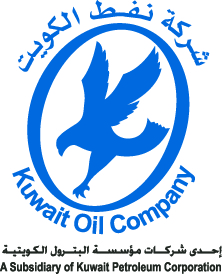 شركة نفط الكويت
Kuwait Oil Company
إحدى شركات مؤسسة البترول الكويتية
A Subsidiary of Kuwait Petroleum Corporation